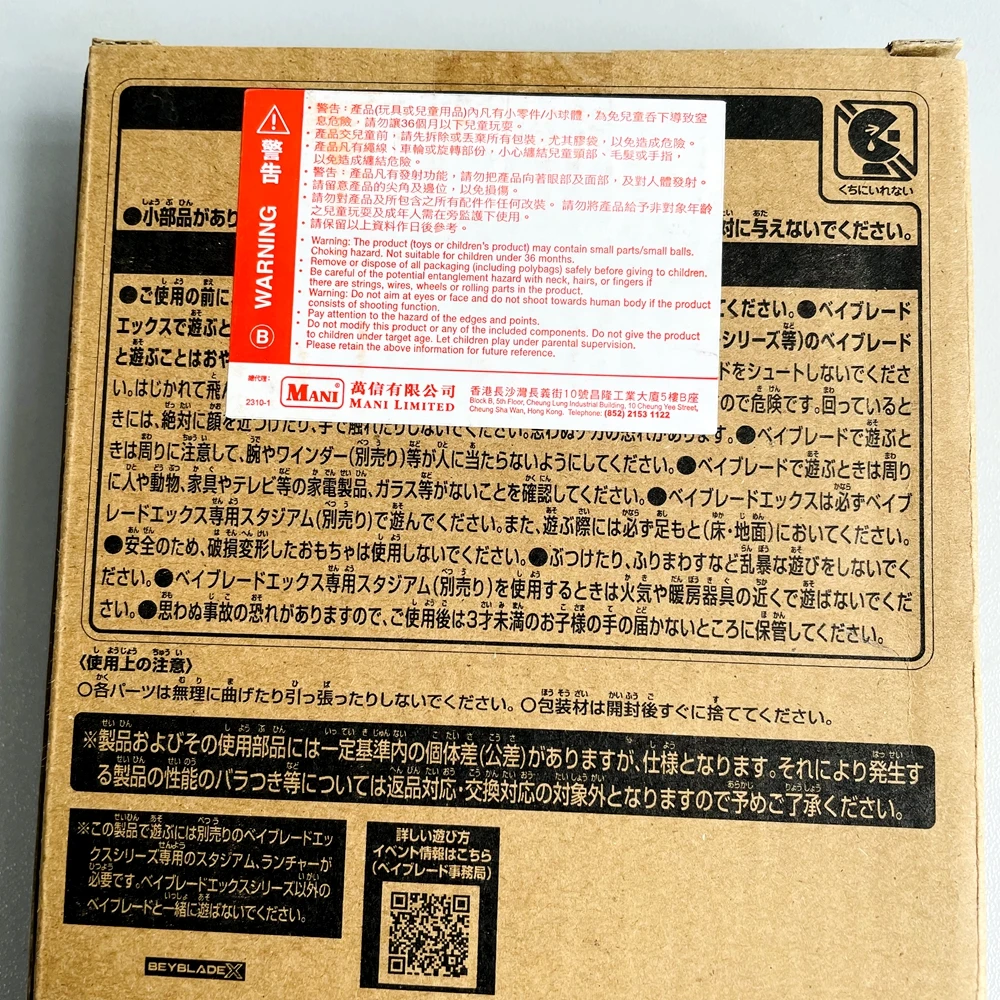 くちにいれない
●小部品があり
対に与えないでください。
警告 WARNING B
・警告：產品(玩具或兒童用品)內凡有小零件/小球體，為免兒童吞下導致窒
息危險，請勿讓36個月以下兒童玩耍。
・產品交兒童前，請先拆除或丟棄所有包裝，尤其膠袋，以免造成危險。
・產品凡有繩線、車輪或旋轉部份，小心纏結兒童頸部、毛髮或手指，
以免造成纏結危險。
・警告：產品凡有發射功能，請勿把產品向著眼部及面部，及對人體發射。
・請留意產品的尖角及邊位，以免損傷。
・請勿對產品及所包含之所有配件作任何改裝。 請勿將產品給予非對象年齡
之兒童玩耍及成年人需在旁監護下使用。
・請保留以上資料作日後參考。
• Warning: The product (toys or children's product) may contain small parts/small balls.
Choking hazard. Not suitable for children under 36 months.
• Remove or dispose of all packaging (including polybags) safely before giving to children.
• Be careful of the potential entanglement hazard with neck, hairs, or fingers if
there are strings, wires, wheels or rolling parts in the product.
• Warning: Do not aim at eyes or face and do not shoot towards human body if the product
consists of shooting function.
• Pay attention to the hazard of the edges and points.
• Do not modify this product or any of the included components. Do not give the product
to children under target age. Let children play under parental supervision.
• Please retain the above information for future reference.
總代理：
2310-1
MANI® 萬信有限公司
MANI LIMITED
香港長沙灣長義街10號昌隆工業大廈5樓B座
Block B, 5th Floor, Cheung Lung Industrial Building, 10 Cheung Yee Street,
Cheung Sha Wan, Hong Kong. Telephone: (852) 2153 1122
●ご使用の前に
ください。●ベイブレード
エックスで遊ぶと
シリーズ等)のベイブレード
と遊ぶことはおや
ドをシュートしないでくださ
い。はじかれて飛
ので危険です。回っていると
きには、絶対に顔を近づけたり、手で触れたりしないでください。思わぬケガの恐れがあります。●ベイブレードで遊ぶと
きは周りに注意して、腕やワインダー(別売り)等が人に当たらないようにしてください。●ベイブレードで遊ぶときは周り
に人や動物、家具やテレビ等の家電製品、ガラス等がないことを確認してください。●ベイブレードエックスは必ずベイブ
レードエックス専用スタジアム(別売り)で遊んでください。また、遊ぶ際には必ず足もと(床・地面)においてください。
●安全のため、破損変形したおもちゃは使用しないでください。●ぶつけたり、ふりまわすなど乱暴な遊びをしないでく
ださい。●ベイブレードエックス専用スタジアム(別売り)を使用するときは火気や暖房器具の近くで遊ばないでくだ
さい。●思わぬ事故の恐れがありますので、ご使用後は3才未満のお子様の手の届かないところに保管してください。
〈使用上の注意〉
○各パーツは無理に曲げたり引っ張ったりしないでください。○包装材は開封後すぐに捨ててください。
※製品およびその使用部品には一定基準内の個体差(公差)がありますが、仕様となります。それにより発生す
る製品の性能のバラつき等については返品対応・交換対応の対象外となりますので予めご了承ください。
※この製品で遊ぶには別売りのベイブレードエッ
クスシリーズ専用のスタジアム、ランチャーが
必要です。ベイブレードエックスシリーズ以外の
ベイブレードと一緒に遊ばないでください。
詳しい遊び方
イベント情報はこちら
(ベイブレード事務局)
BEYBLADE X